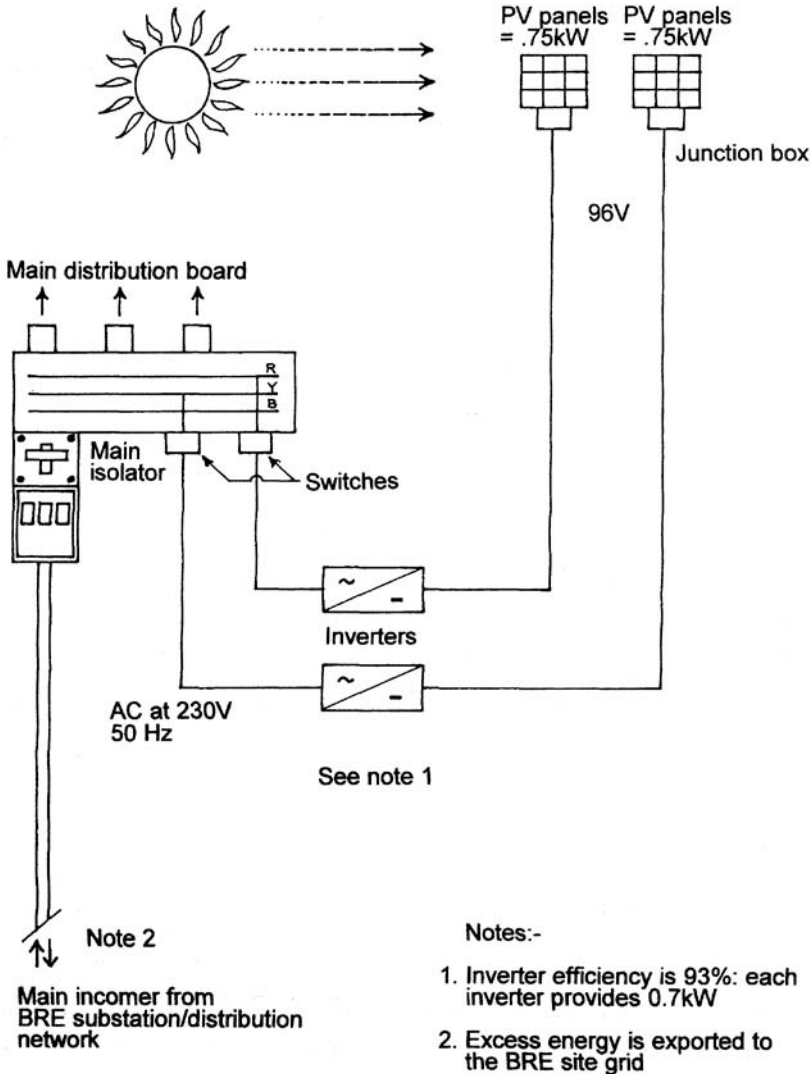 PV panels
= .75kW
PV panels
= .75kW
Junction box
96V
Main distribution board
R
Y
B
Main
isolator
Switches
~
-
Inverters
~
-
AC at 230V
50 Hz
See note 1
Note 2
Main incomer from
BRE substation/distribution
network
Notes:-
1. Inverter efficiency is 93%: each
inverter provides 0.7kW
2. Excess energy is exported to
the BRE site grid